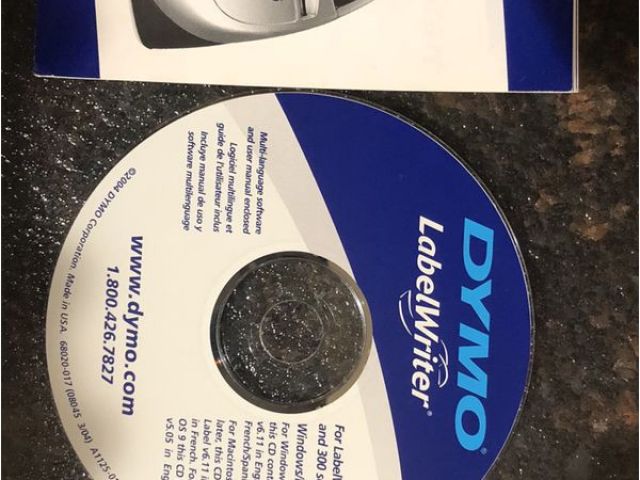 DYMO
LabelWriter®
Multi-language software
and user manual enclosed
Logiciel multilingue et
guide de l'utilisateur inclus
Incluye manual de uso y
software multilenguage
www.dymo.com
1.800.426.7827
For Label
and 300 s
Windows/
For Window
this CD cont
v6.11 in Eng
French/Spani
For Macintos
later, this CD
Label v6.11 i
in French. Fo
OS 9 this CD
v5.05 in Eng
©2004 DYMO Corporation. Made in USA. 68020-017 (08045 3/04) A1125-0